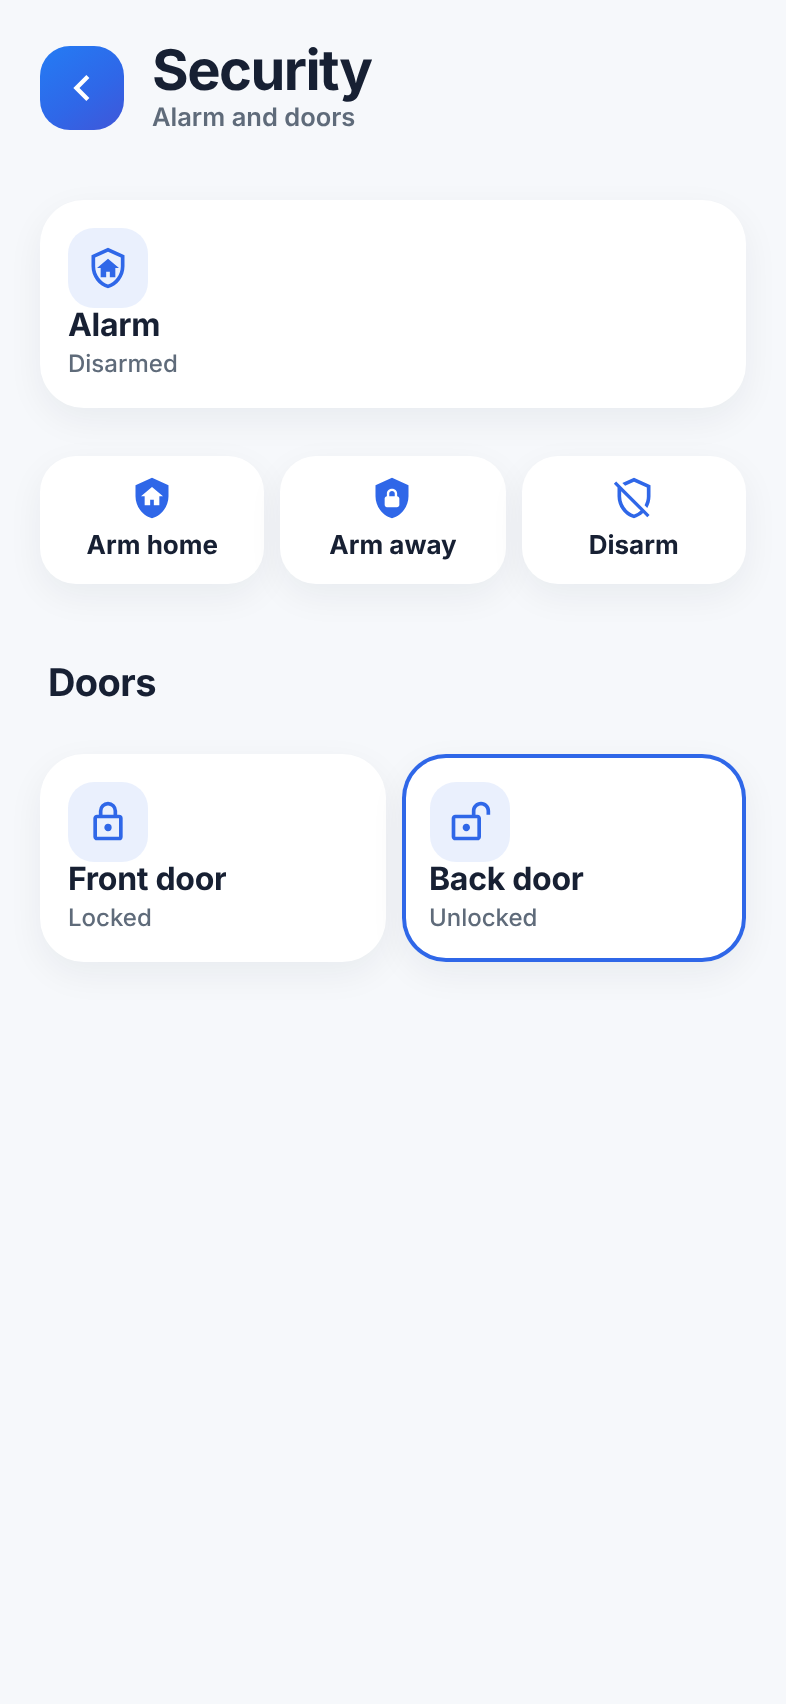 Security
Alarm and doors
Alarm
Disarmed
Arm home
Arm away
Disarm
Doors
Front door
Locked
Back door
Unlocked